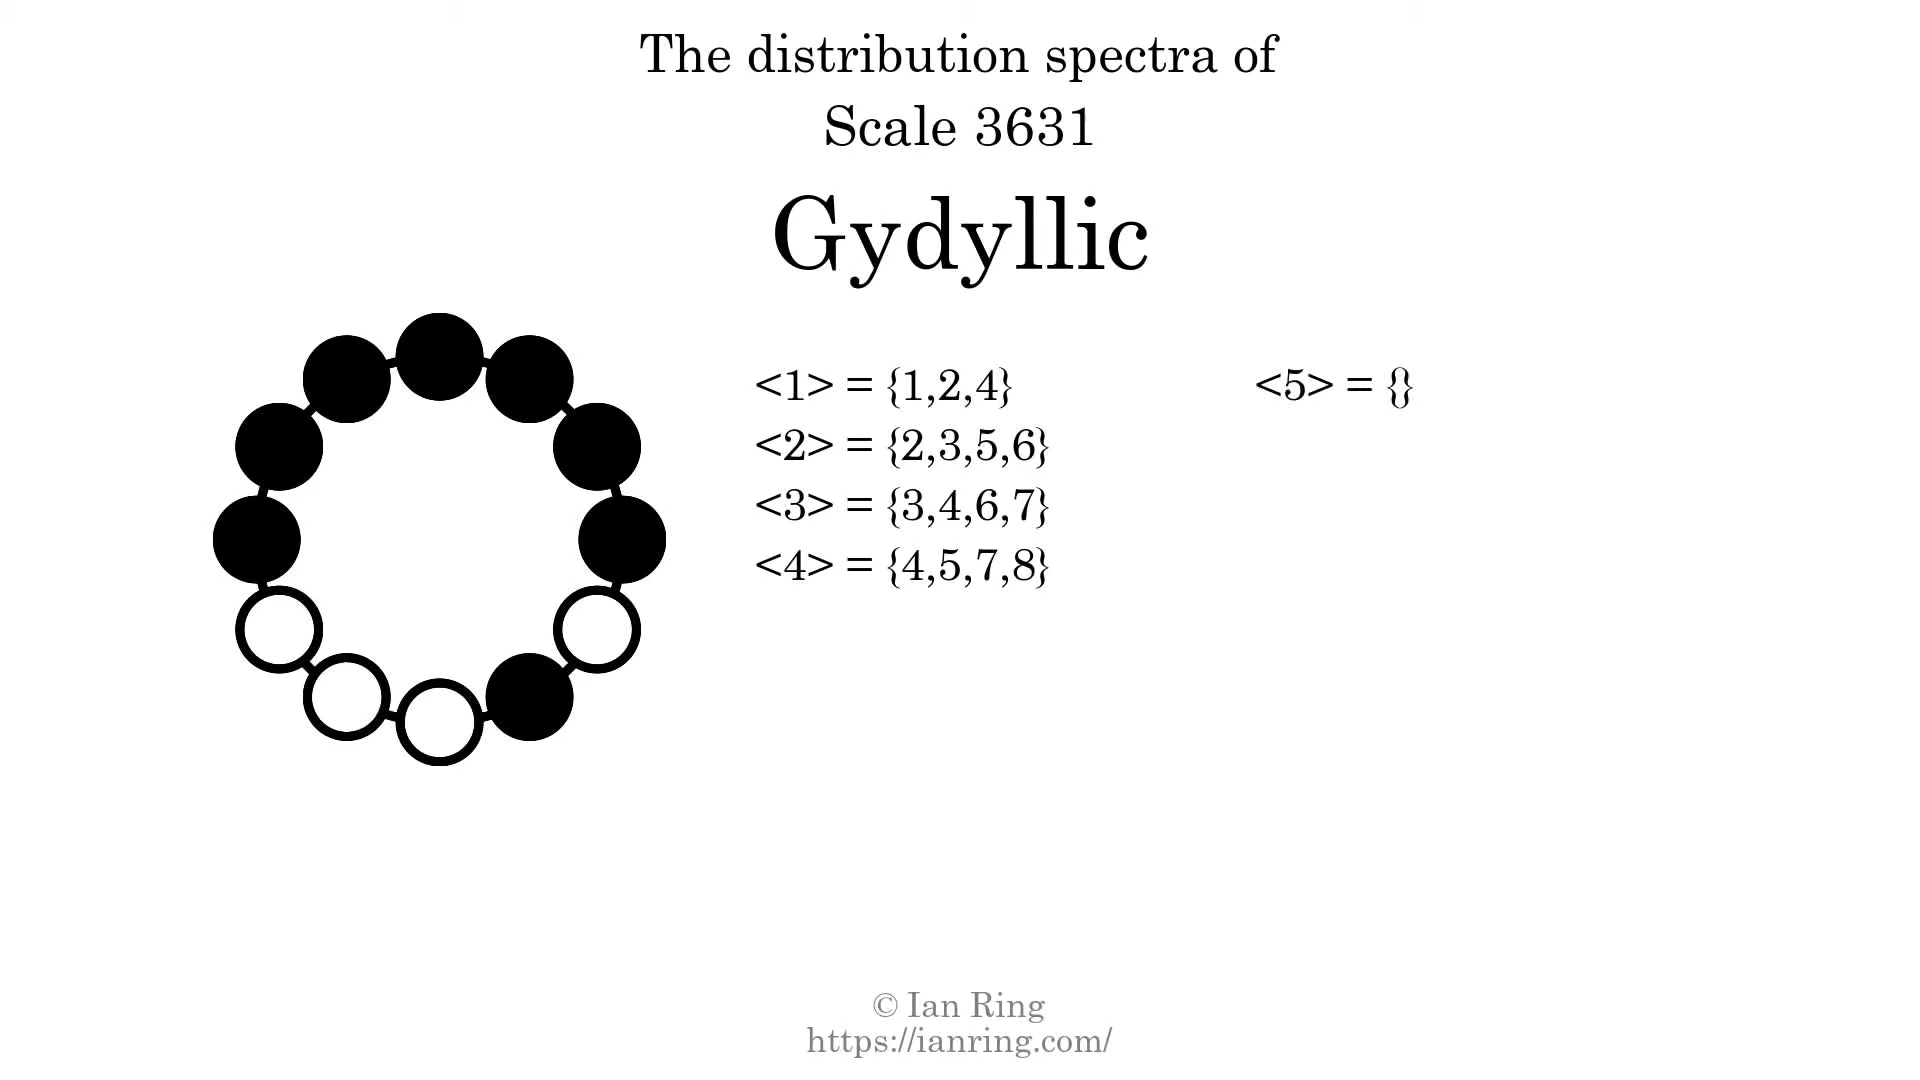 The distribution spectra of
Scale 3631
Gydyllic
<1> = {1,2,4}
<2> = {2,3,5,6}
<3> = {3,4,6,7}
<4> = {4,5,7,8}
<5> = {}
© Ian Ring
https://ianring.com/